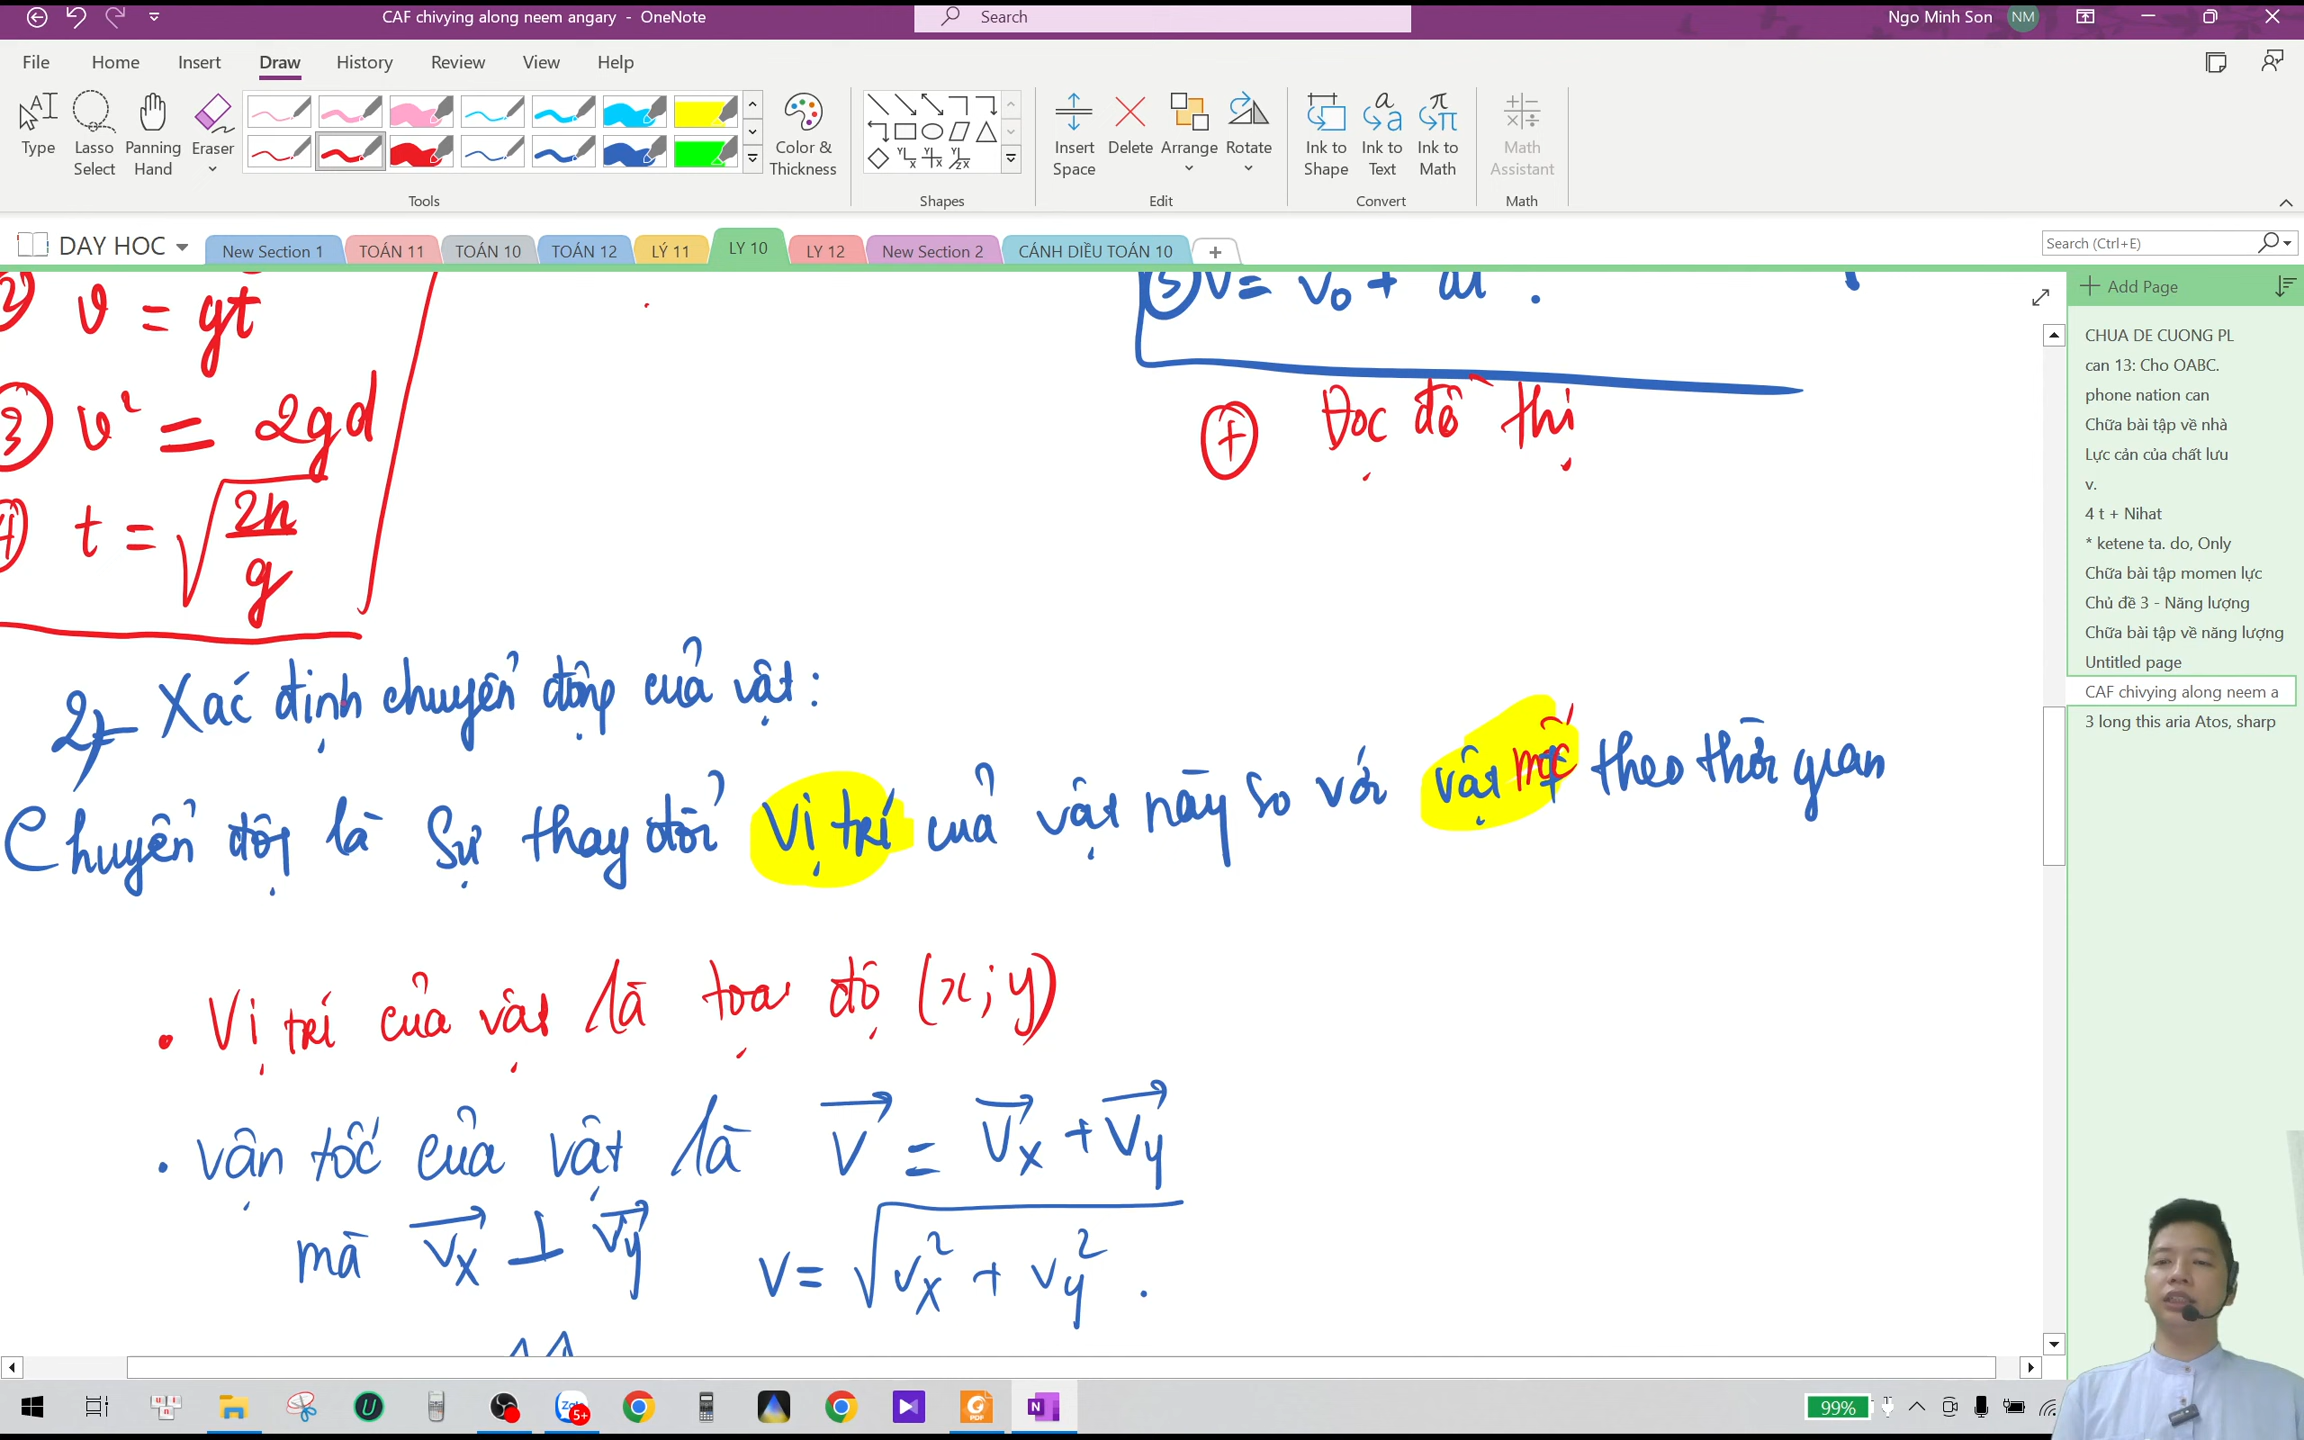 CAF chivying along neem angary - OneNote
Search
Ngo Minh Son
NM
File Home Insert Draw History Review View Help
Type
Lasso Select
Panning Hand
Eraser
Color & Thickness
Insert Space
Delete
Arrange
Rotate
Ink to Shape
Ink to Text
Ink to Math
Math Assistant
Tools Shapes Edit Convert Math
DAY HOC New Section 1 TOÁN 11 TOÁN 10 TOÁN 12 LÝ 11 LY 10 LY 12 New Section 2 CÁNH DIỀU TOÁN 10 +
Search (Ctrl+E)
Add Page
CHUA DE CUONG PL
can 13: Cho OABC.
phone nation can
Chữa bài tập về nhà
Lực cản của chất lưu
v.
4 t + Nihat
* ketene ta. do, Only
Chữa bài tập momen lực
Chủ đề 3 - Năng lượng
Chữa bài tập về năng lượng
Untitled page
CAF chivying along neem a
3 long this aria Atos, sharp
② v = gt
③ v² = 2gd
④ t = √(2h/g)
v = v₀ + at.
⊕ Đọc đồ thị
2, Xác định chuyển động của vật:
Chuyển độg là sự thay đổi vị trí của vật này so với vật mốc theo thời gian
. Vị trí của vật là tọa độ (x; y)
. vận tốc của vật là v⃗ = v⃗x + v⃗y
mà v⃗x ⊥ v⃗y v = √(vx² + vy²).
99%